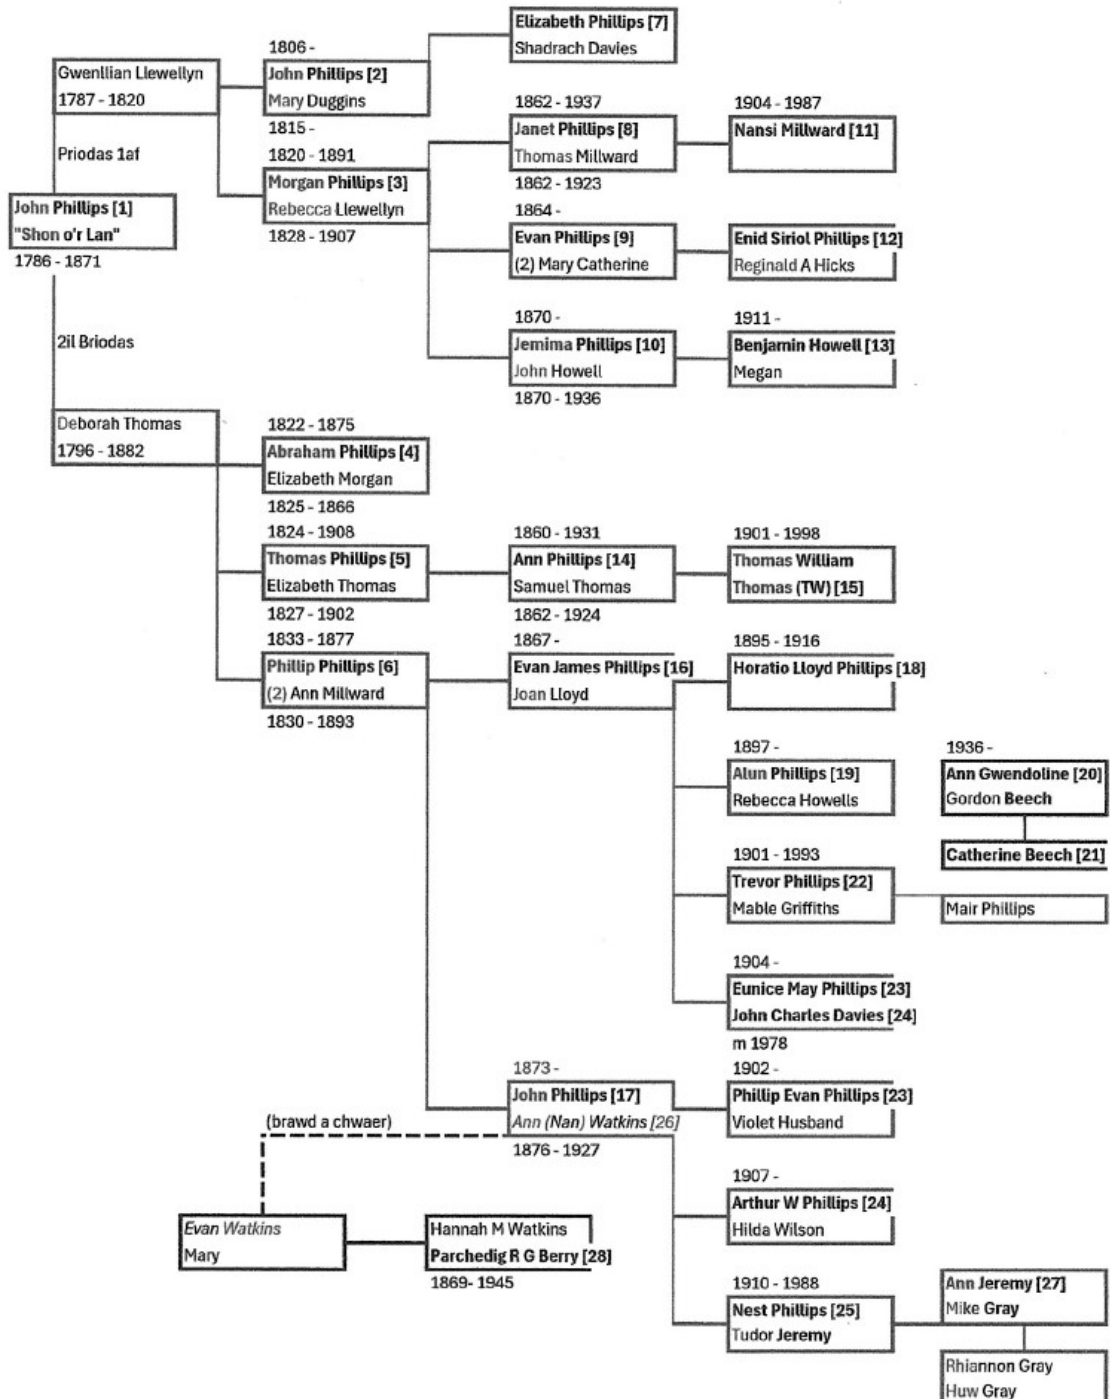 Elizabeth Phillips [7]
Shadrach Davies
1806 -
John Phillips [2]
Mary Duggins
1815 -
Gwenllian Llewellyn
1787 - 1820
Priodas 1af
John Phillips [1]
"Shon o'r Lan"
1786 - 1871
1820 - 1891
Morgan Phillips [3]
Rebecca Llewellyn
1828 - 1907
1862 - 1937
Janet Phillips [8]
Thomas Millward
1862 - 1923
1904 - 1987
Nansi Millward [11]
1864 -
Evan Phillips [9]
(2) Mary Catherine
Enid Siriol Phillips [12]
Reginald A Hicks
1870 -
Jemima Phillips [10]
John Howell
1870 - 1936
1911 -
Benjamin Howell [13]
Megan
2il Briodas
Deborah Thomas
1796 - 1882
1822 - 1875
Abraham Phillips [4]
Elizabeth Morgan
1825 - 1866
1824 - 1908
Thomas Phillips [5]
Elizabeth Thomas
1827 - 1902
1860 - 1931
Ann Phillips [14]
Samuel Thomas
1862 - 1924
1901 - 1998
Thomas William
Thomas (TW) [15]
1833 - 1877
Phillip Phillips [6]
(2) Ann Millward
1830 - 1893
1867 -
Evan James Phillips [16]
Joan Lloyd
1895 - 1916
Horatio Lloyd Phillips [18]
1897 -
Alun Phillips [19]
Rebecca Howells
1936 -
Ann Gwendoline [20]
Gordon Beech
Catherine Beech [21]
1901 - 1993
Trevor Phillips [22]
Mable Griffiths
Mair Phillips
1904 -
Eunice May Phillips [23]
John Charles Davies [24]
m 1978
1873 -
John Phillips [17]
Ann (Nan) Watkins [26]
1876 - 1927
1902 -
Phillip Evan Phillips [23]
Violet Husband
(brawd a chwaer)
Evan Watkins
Mary
Hannah M Watkins
Parchedig R G Berry [28]
1869- 1945
1907 -
Arthur W Phillips [24]
Hilda Wilson
1910 - 1988
Nest Phillips [25]
Tudor Jeremy
Ann Jeremy [27]
Mike Gray
Rhiannon Gray
Huw Gray